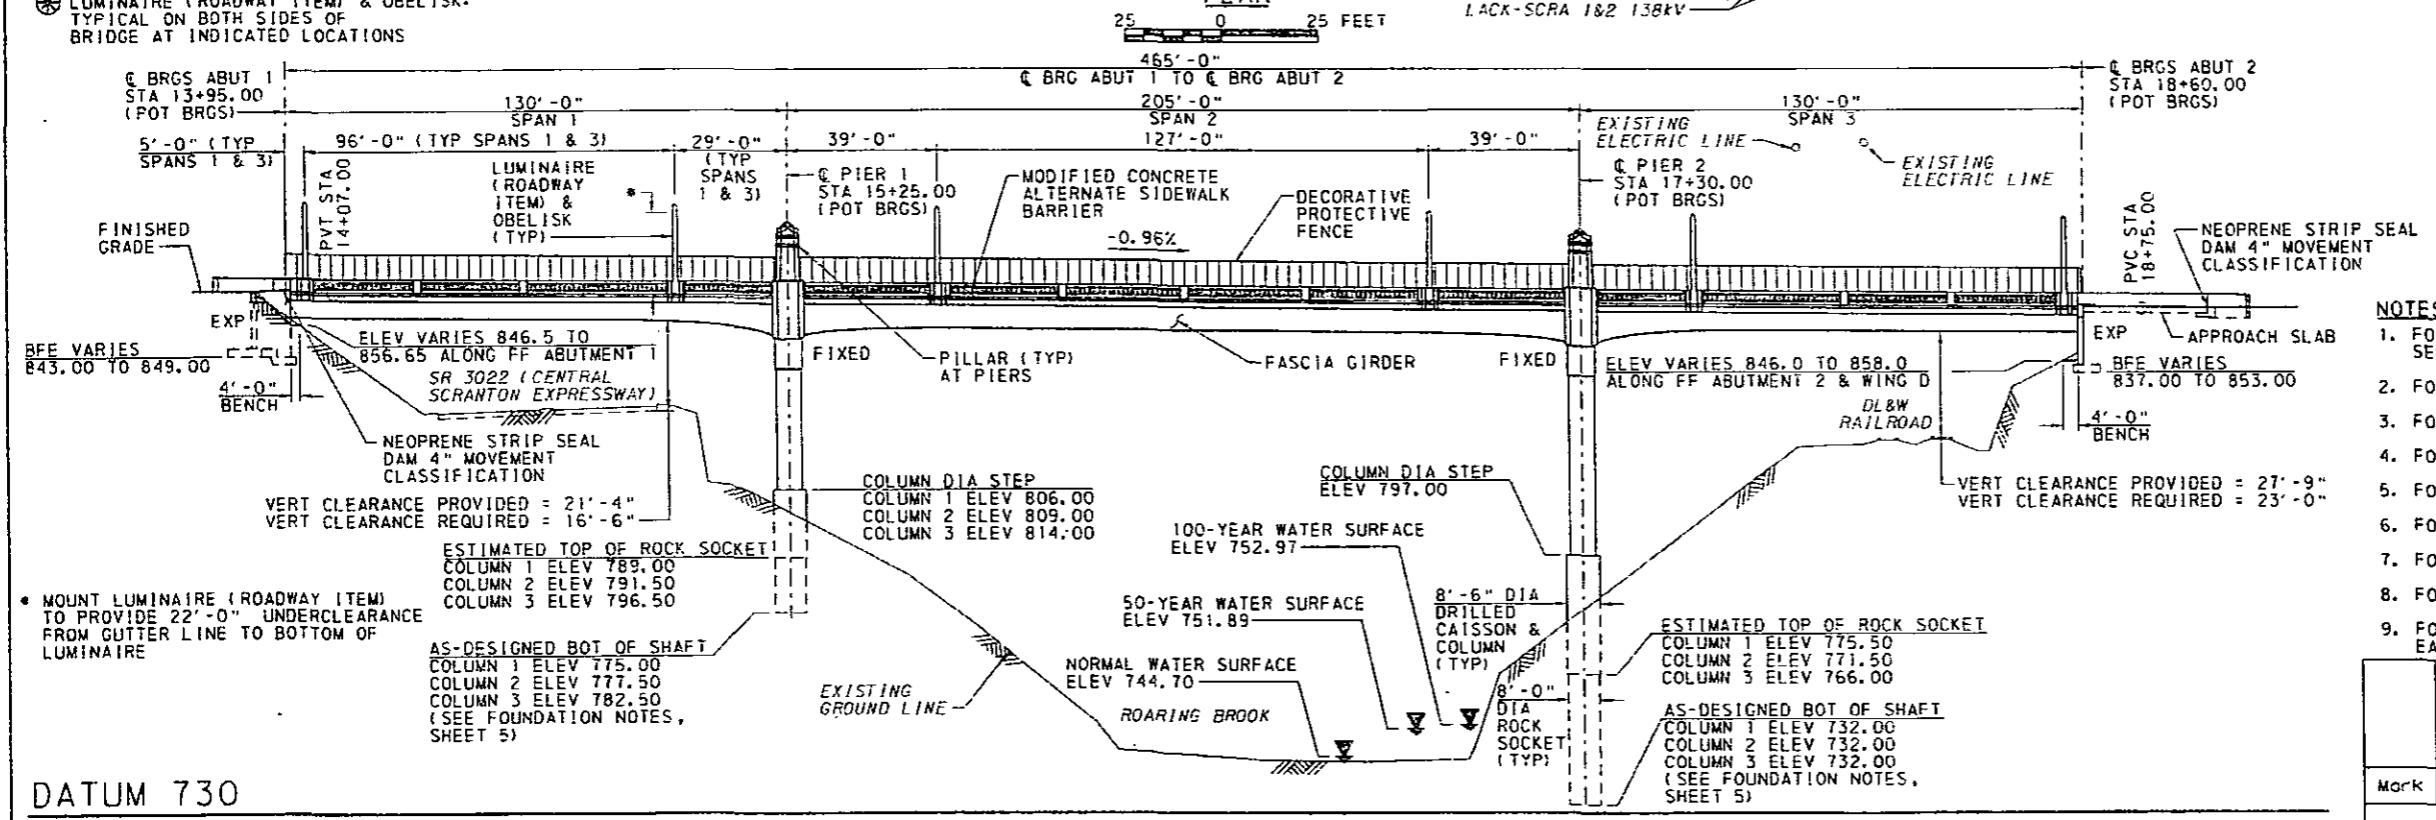 LUMINAIRE (ROADWAY ITEM) & OBELISK.
TYPICAL ON BOTH SIDES OF
BRIDGE AT INDICATED LOCATIONS
25 0 25 FEET
LACK-SCRA 1&2 138KV
465'-0"
℄ BRG ABUT 1 TO ℄ BRG ABUT 2
℄ BRGS ABUT 1
STA 13+95.00
(POT BRGS)
130'-0"
SPAN 1
205'-0"
SPAN 2
130'-0"
SPAN 3
℄ BRGS ABUT 2
STA 18+60.00
(POT BRGS)
5'-0" (TYP
SPANS 1 & 3)
96'-0" (TYP SPANS 1 & 3)
29'-0"
(TYP
SPANS
1 & 3)
39'-0"
127'-0"
39'-0"
EXISTING
ELECTRIC LINE
EXISTING
ELECTRIC LINE
PVT STA
14+07.00
LUMINAIRE
(ROADWAY
ITEM) &
OBELISK
(TYP)
*
℄ PIER 1
STA 15+25.00
(POT BRGS)
MODIFIED CONCRETE
ALTERNATE SIDEWALK
BARRIER
DECORATIVE
PROTECTIVE
FENCE
-0.96%
℄ PIER 2
STA 17+30.00
(POT BRGS)
PVC STA
18+75.00
NEOPRENE STRIP SEAL
DAM 4" MOVEMENT
CLASSIFICATION
FINISHED
GRADE
EXP
BFE VARIES
843.00 TO 849.00
4'-0"
BENCH
ELEV VARIES 846.5 TO
856.65 ALONG FF ABUTMENT 1
SR 3022 (CENTRAL
SCRANTON EXPRESSWAY)
FIXED
PILLAR (TYP)
AT PIERS
FASCIA GIRDER
FIXED
ELEV VARIES 846.0 TO 858.0
ALONG FF ABUTMENT 2 & WING D
DL&W
RAILROAD
EXP
APPROACH SLAB
BFE VARIES
837.00 TO 853.00
4'-0"
BENCH
NEOPRENE STRIP SEAL
DAM 4" MOVEMENT
CLASSIFICATION
VERT CLEARANCE PROVIDED = 21'-4"
VERT CLEARANCE REQUIRED = 16'-6"
COLUMN DIA STEP
COLUMN 1 ELEV 806.00
COLUMN 2 ELEV 809.00
COLUMN 3 ELEV 814.00
COLUMN DIA STEP
ELEV 797.00
VERT CLEARANCE PROVIDED = 27'-9"
VERT CLEARANCE REQUIRED = 23'-0"
ESTIMATED TOP OF ROCK SOCKET
COLUMN 1 ELEV 789.00
COLUMN 2 ELEV 791.50
COLUMN 3 ELEV 796.50
100-YEAR WATER SURFACE
ELEV 752.97
* MOUNT LUMINAIRE (ROADWAY ITEM)
TO PROVIDE 22'-0" UNDERCLEARANCE
FROM GUTTER LINE TO BOTTOM OF
LUMINAIRE
50-YEAR WATER SURFACE
ELEV 751.89
8'-6" DIA
DRILLED
CAISSON &
COLUMN
(TYP)
AS-DESIGNED BOT OF SHAFT
COLUMN 1 ELEV 775.00
COLUMN 2 ELEV 777.50
COLUMN 3 ELEV 782.50
(SEE FOUNDATION NOTES,
SHEET 5)
EXISTING
GROUND LINE
NORMAL WATER SURFACE
ELEV 744.70
ROARING BROOK
8'-0"
DIA
ROCK
SOCKET
(TYP)
ESTIMATED TOP OF ROCK SOCKET
COLUMN 1 ELEV 775.50
COLUMN 2 ELEV 771.50
COLUMN 3 ELEV 766.00
AS-DESIGNED BOT OF SHAFT
COLUMN 1 ELEV 732.00
COLUMN 2 ELEV 732.00
COLUMN 3 ELEV 732.00
(SEE FOUNDATION NOTES,
SHEET 5)
DATUM 730
NOTES
1. FO
SE
2. FO
3. FO
4. FO
5. FO
6. FO
7. FO
8. FO
9. FO
EA
Mark